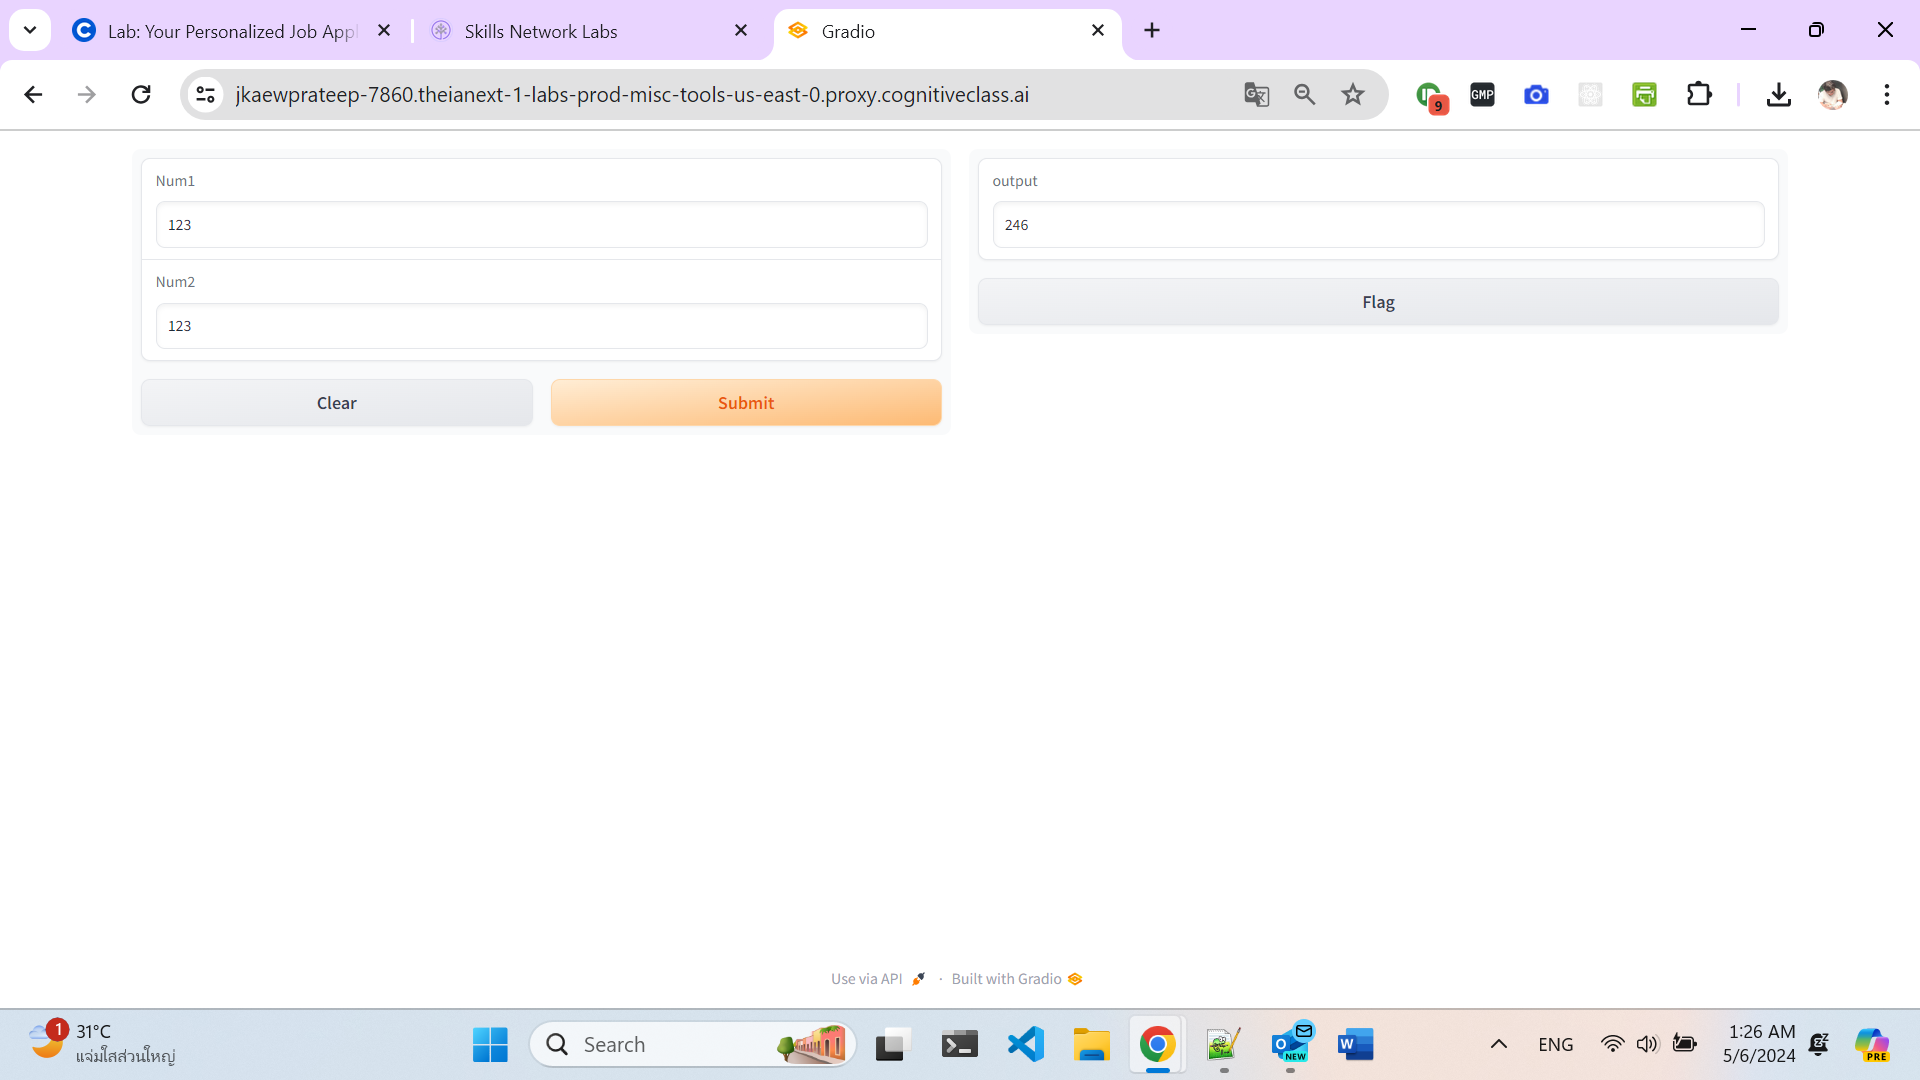 Lab: Your Personalized Job Appl
Skills Network Labs
Gradio
jkaewprateep-7860.theianext-1-labs-prod-misc-tools-us-east-0.proxy.cognitiveclass.ai
GMP
9
Num1
123
Num2
123
Clear
Submit
output
246
Flag
Use via API · Built with Gradio
1
31°C
แจ่มใสส่วนใหญ่
Search
NEW
W
ENG
1:26 AM
5/6/2024
PRE